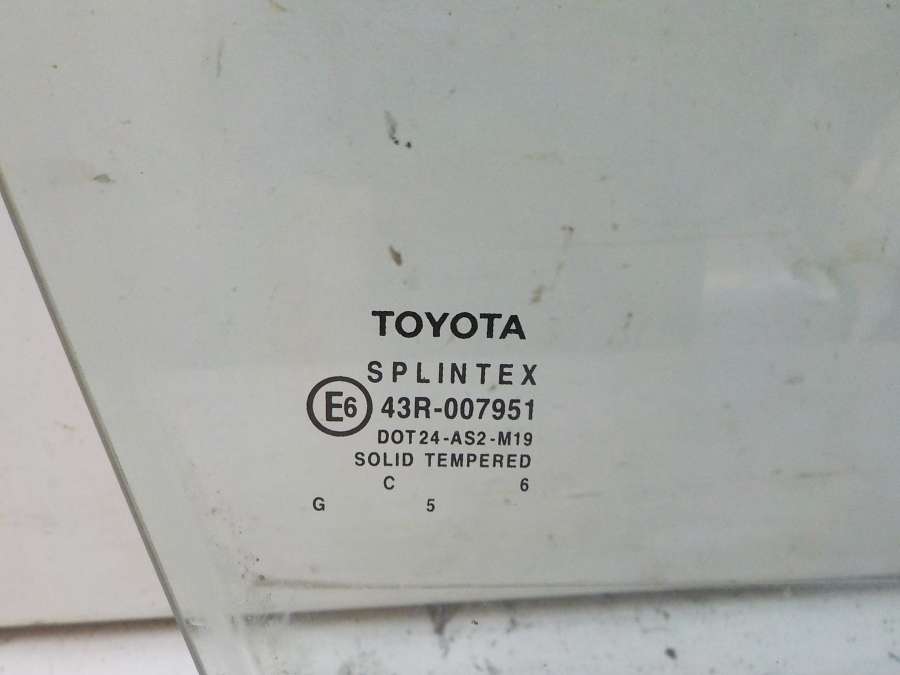 TOYOTA
SPLINTEX
E6 43R-007951
DOT24-AS2-M19
SOLID TEMPERED
C 6
G 5